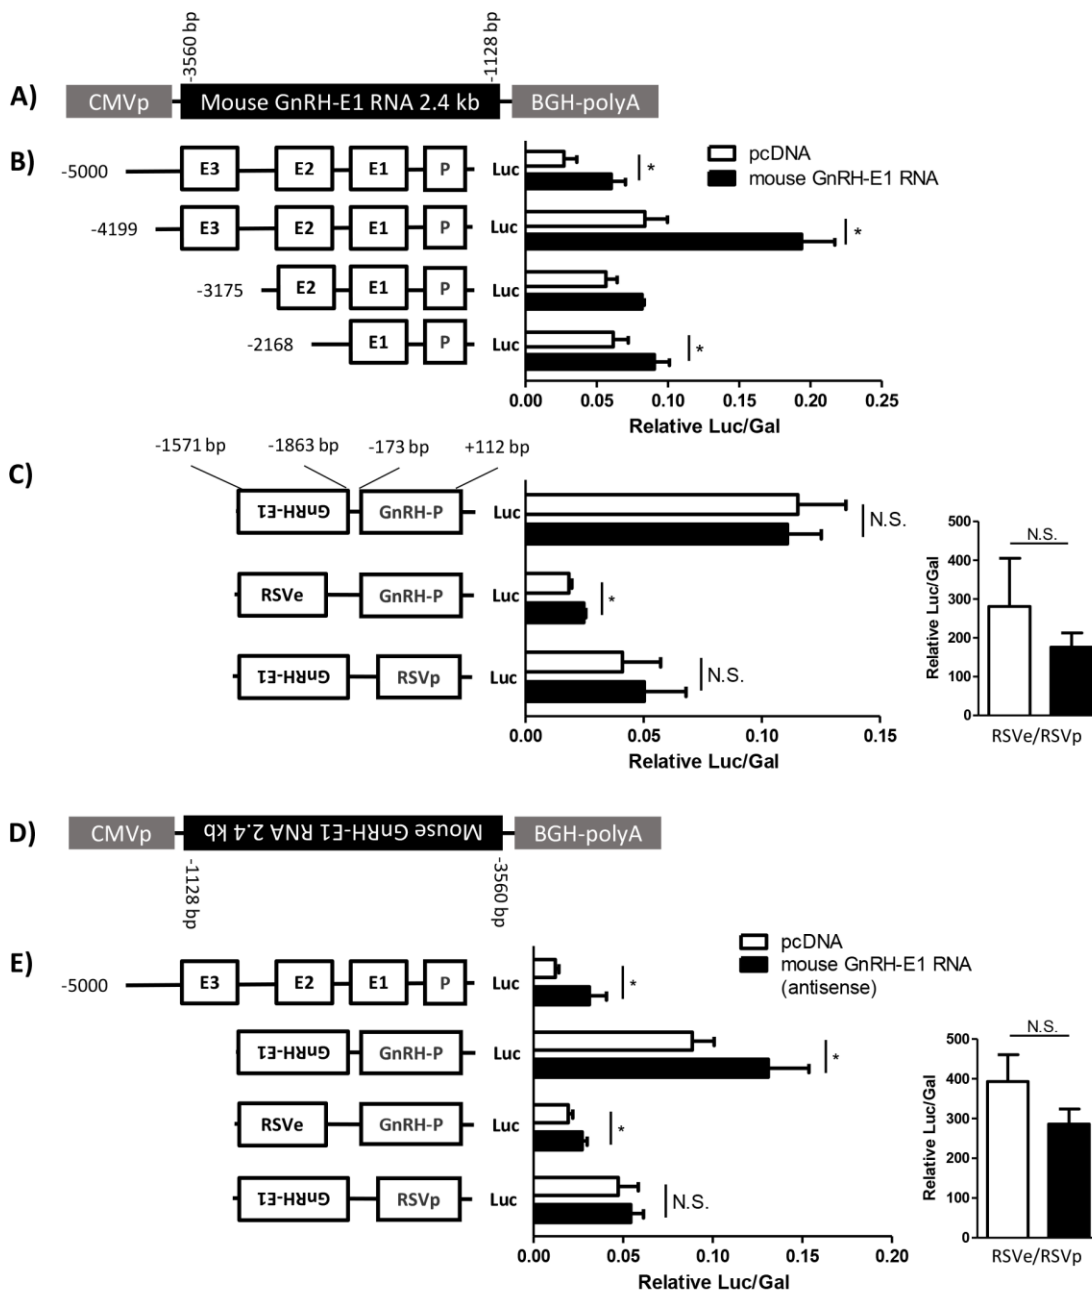 -3560 bp
-1128 bp
A)
CMVp
Mouse GnRH-E1 RNA 2.4 kb
BGH-polyA
B)
pcDNA
mouse GnRH-E1 RNA
-5000 E3 E2 E1 P Luc *
-4199 E3 E2 E1 P Luc *
-3175 E2 E1 P Luc
-2168 E1 P Luc *
0.00 0.05 0.10 0.15 0.20 0.25
Relative Luc/Gal
C)
-1571 bp -1863 bp -173 bp +112 bp
GnRH-E1 GnRH-P Luc N.S.
RSVe GnRH-P Luc *
GnRH-E1 RSVp Luc N.S.
0.00 0.05 0.10 0.15
Relative Luc/Gal
N.S.
500
400
300
200
100
0
Relative Luc/Gal
RSVe/RSVp
D)
CMVp
Mouse GnRH-E1 RNA 2.4 kb
BGH-polyA
-1128 bp
-3560 bp
E)
pcDNA
mouse GnRH-E1 RNA
(antisense)
-5000 E3 E2 E1 P Luc *
GnRH-E1 GnRH-P Luc *
RSVe GnRH-P Luc *
GnRH-E1 RSVp Luc N.S.
0.00 0.05 0.10 0.15 0.20
Relative Luc/Gal
N.S.
500
400
300
200
100
0
Relative Luc/Gal
RSVe/RSVp